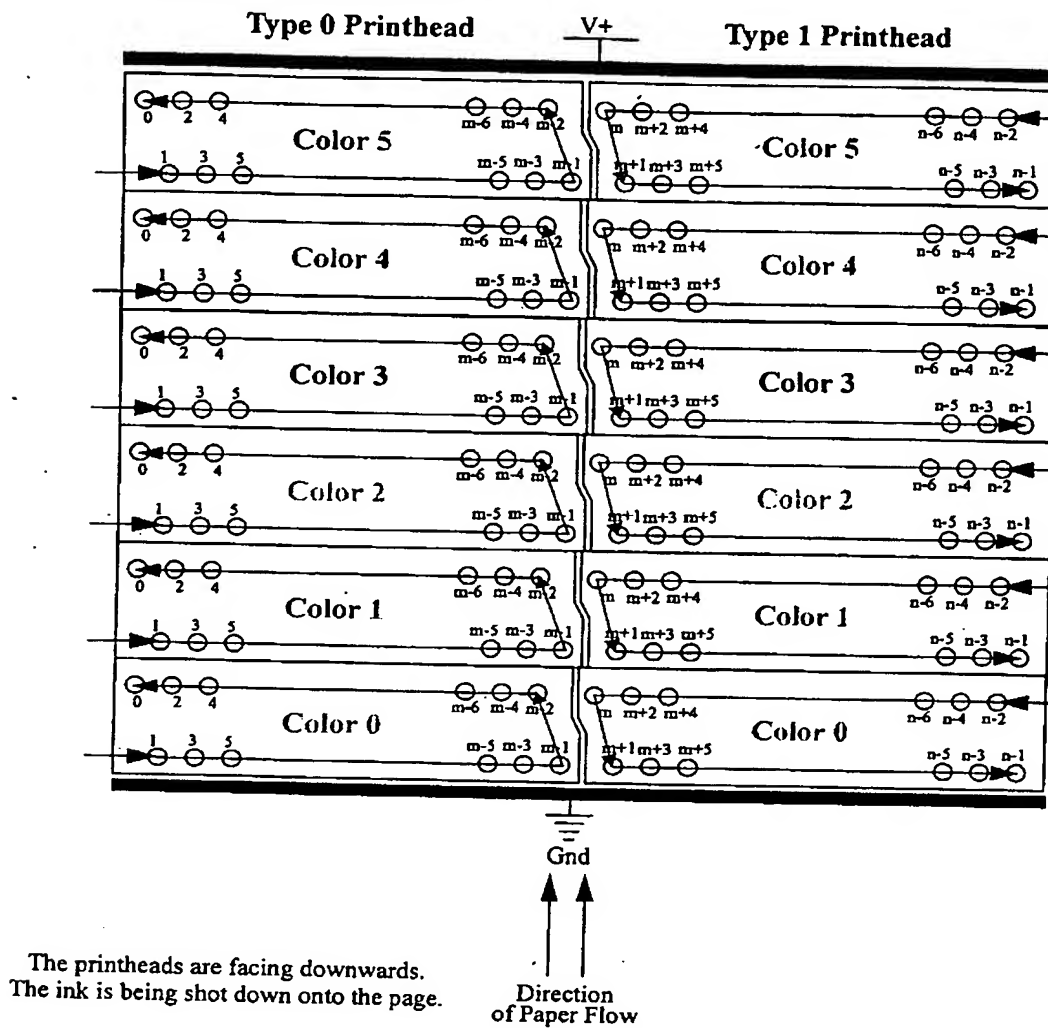 Type 0 Printhead V+ Type 1 Printhead
0 2 4 m-6 m-4 m-2 m m+2 m+4 n-6 n-4 n-2
Color 5 Color 5
1 3 5 m-5 m-3 m-1 m+1 m+3 m+5 n-5 n-3 n-1
0 2 4 m-6 m-4 m-2 m m+2 m+4 n-6 n-4 n-2
Color 4 Color 4
1 3 5 m-5 m-3 m-1 m+1 m+3 m+5 n-5 n-3 n-1
0 2 4 m-6 m-4 m-2 m m+2 m+4 n-6 n-4 n-2
Color 3 Color 3
1 3 5 m-5 m-3 m-1 m+1 m+3 m+5 n-5 n-3 n-1
0 2 4 m-6 m-4 m-2 m m+2 m+4 n-6 n-4 n-2
Color 2 Color 2
1 3 5 m-5 m-3 m-1 m+1 m+3 m+5 n-5 n-3 n-1
0 2 4 m-6 m-4 m-2 m m+2 m+4 n-6 n-4 n-2
Color 1 Color 1
1 3 5 m-5 m-3 m-1 m+1 m+3 m+5 n-5 n-3 n-1
0 2 4 m-6 m-4 m-2 m m+2 m+4 n-6 n-4 n-2
Color 0 Color 0
1 3 5 m-5 m-3 m-1 m+1 m+3 m+5 n-5 n-3 n-1
Gnd
The printheads are facing downwards.
The ink is being shot down onto the page.
Direction
of Paper Flow